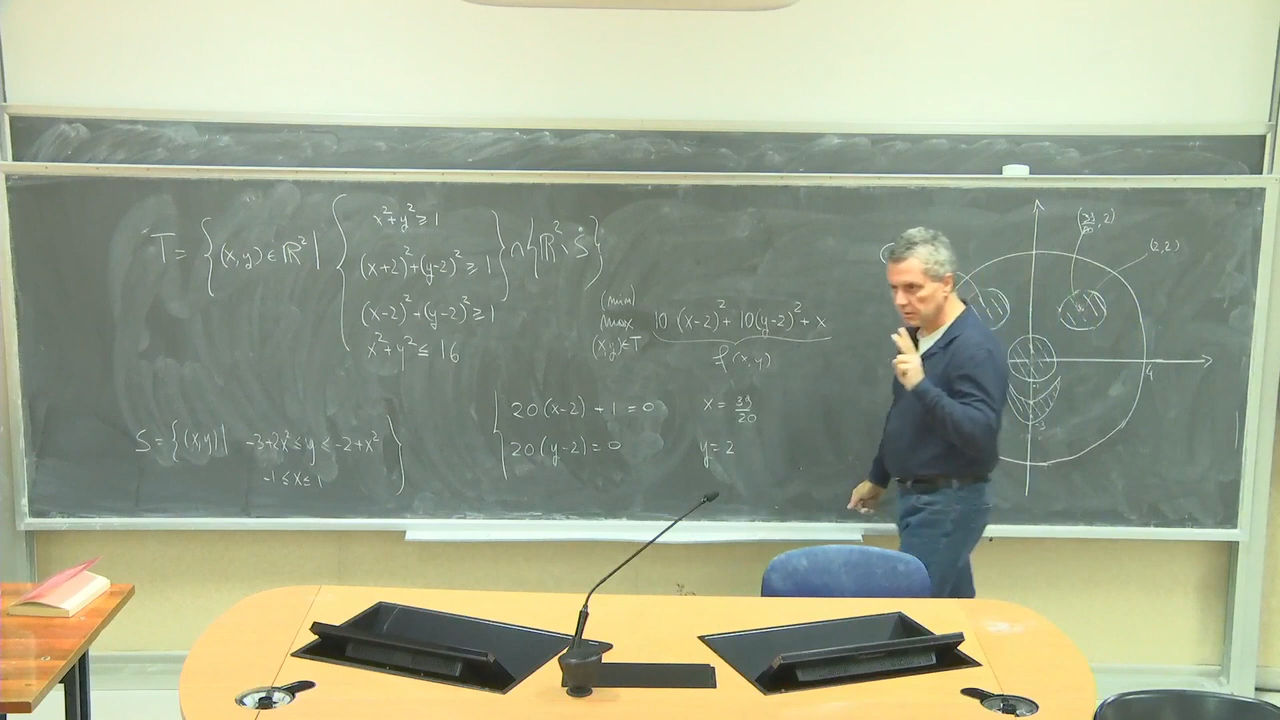 T = { (x,y) ∈ ℝ² | { x²+y² ≥ 1
(x+2)²+(y-2)² ≥ 1
(x-2)²+(y-2)² ≥ 1
x²+y² ≤ 16 } ∩ { ℝ² \ S }
S = { (x,y) | -3+2x² ≤ y ≤ -2+x²
-1 ≤ x ≤ 1 }
(min)
max 10 (x-2)² + 10(y-2)² + x
(x,y) ∈ T
f(x,y)
20(x-2) + 1 = 0 x = 39/20
20(y-2) = 0 y = 2
(39/20, 2)
(2,2)
4
-3